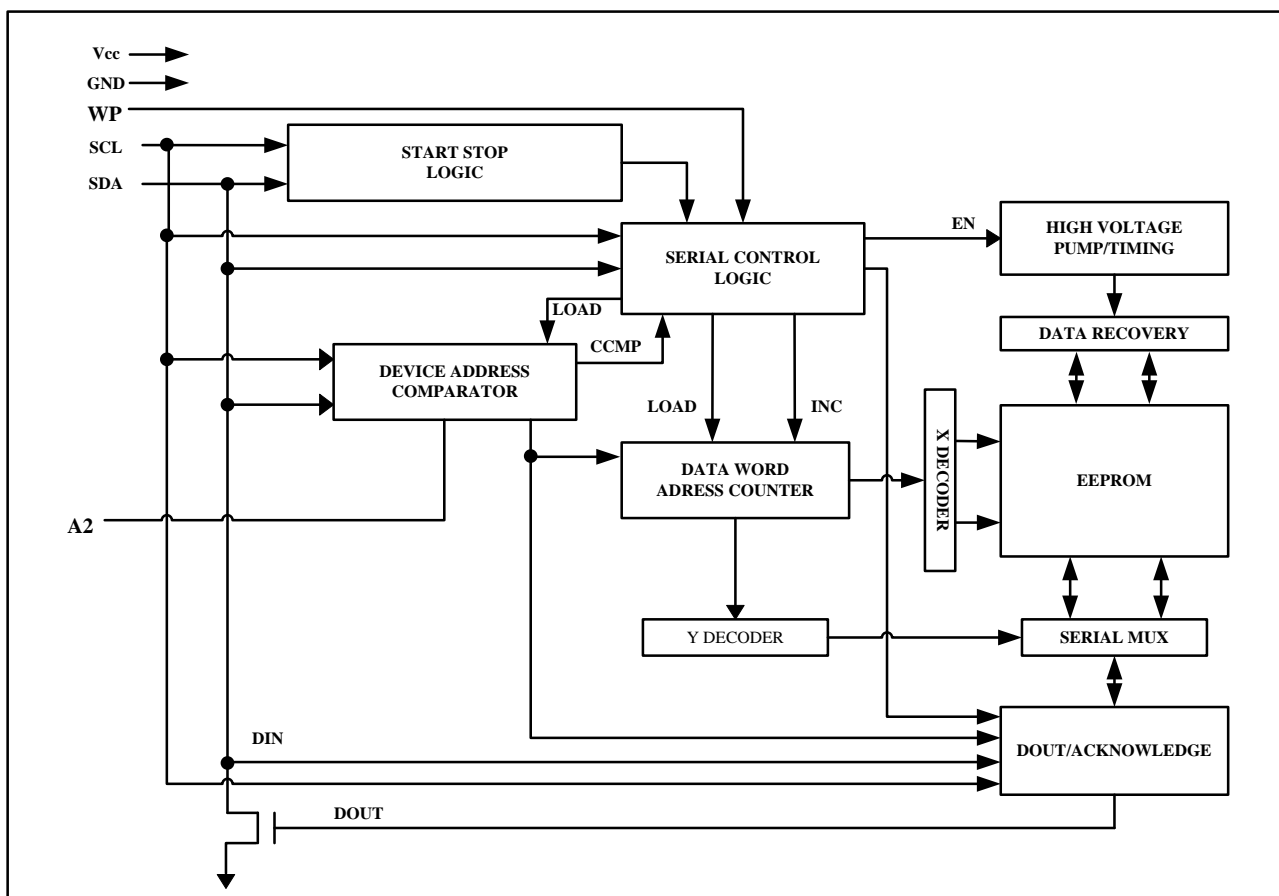 Vcc
GND
WP
SCL
SDA
START STOP
LOGIC
EN
HIGH VOLTAGE
PUMP/TIMING
SERIAL CONTROL
LOGIC
LOAD
CCMP
DATA RECOVERY
DEVICE ADDRESS
COMPARATOR
LOAD
INC
X DECODER
EEPROM
DATA WORD
ADRESS COUNTER
A2
Y DECODER
SERIAL MUX
DIN
DOUT/ACKNOWLEDGE
DOUT